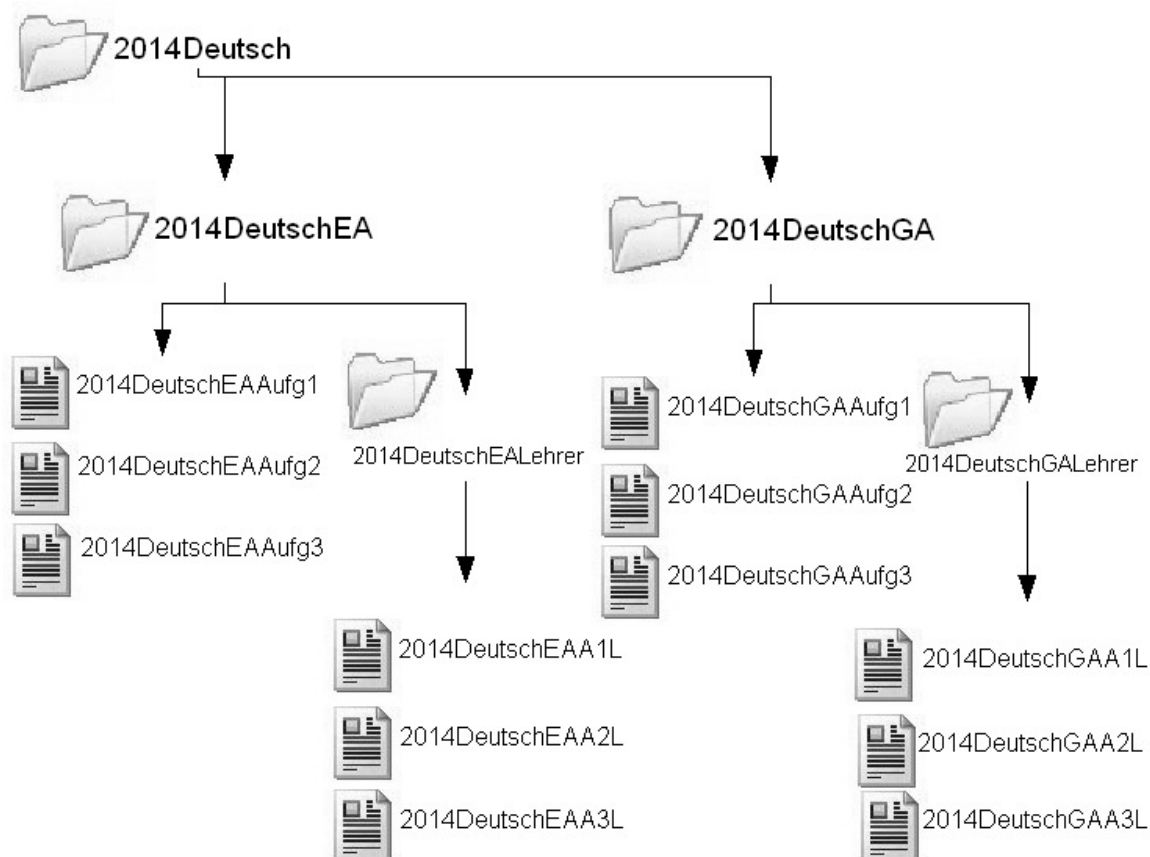 2014Deutsch
2014DeutschEA
2014DeutschGA
2014DeutschEAAufg1
2014DeutschEAAufg2
2014DeutschEAAufg3
2014DeutschEALehrer
2014DeutschEAA1L
2014DeutschEAA2L
2014DeutschEAA3L
2014DeutschGAAufg1
2014DeutschGAAufg2
2014DeutschGAAufg3
2014DeutschGALehrer
2014DeutschGAA1L
2014DeutschGAA2L
2014DeutschGAA3L